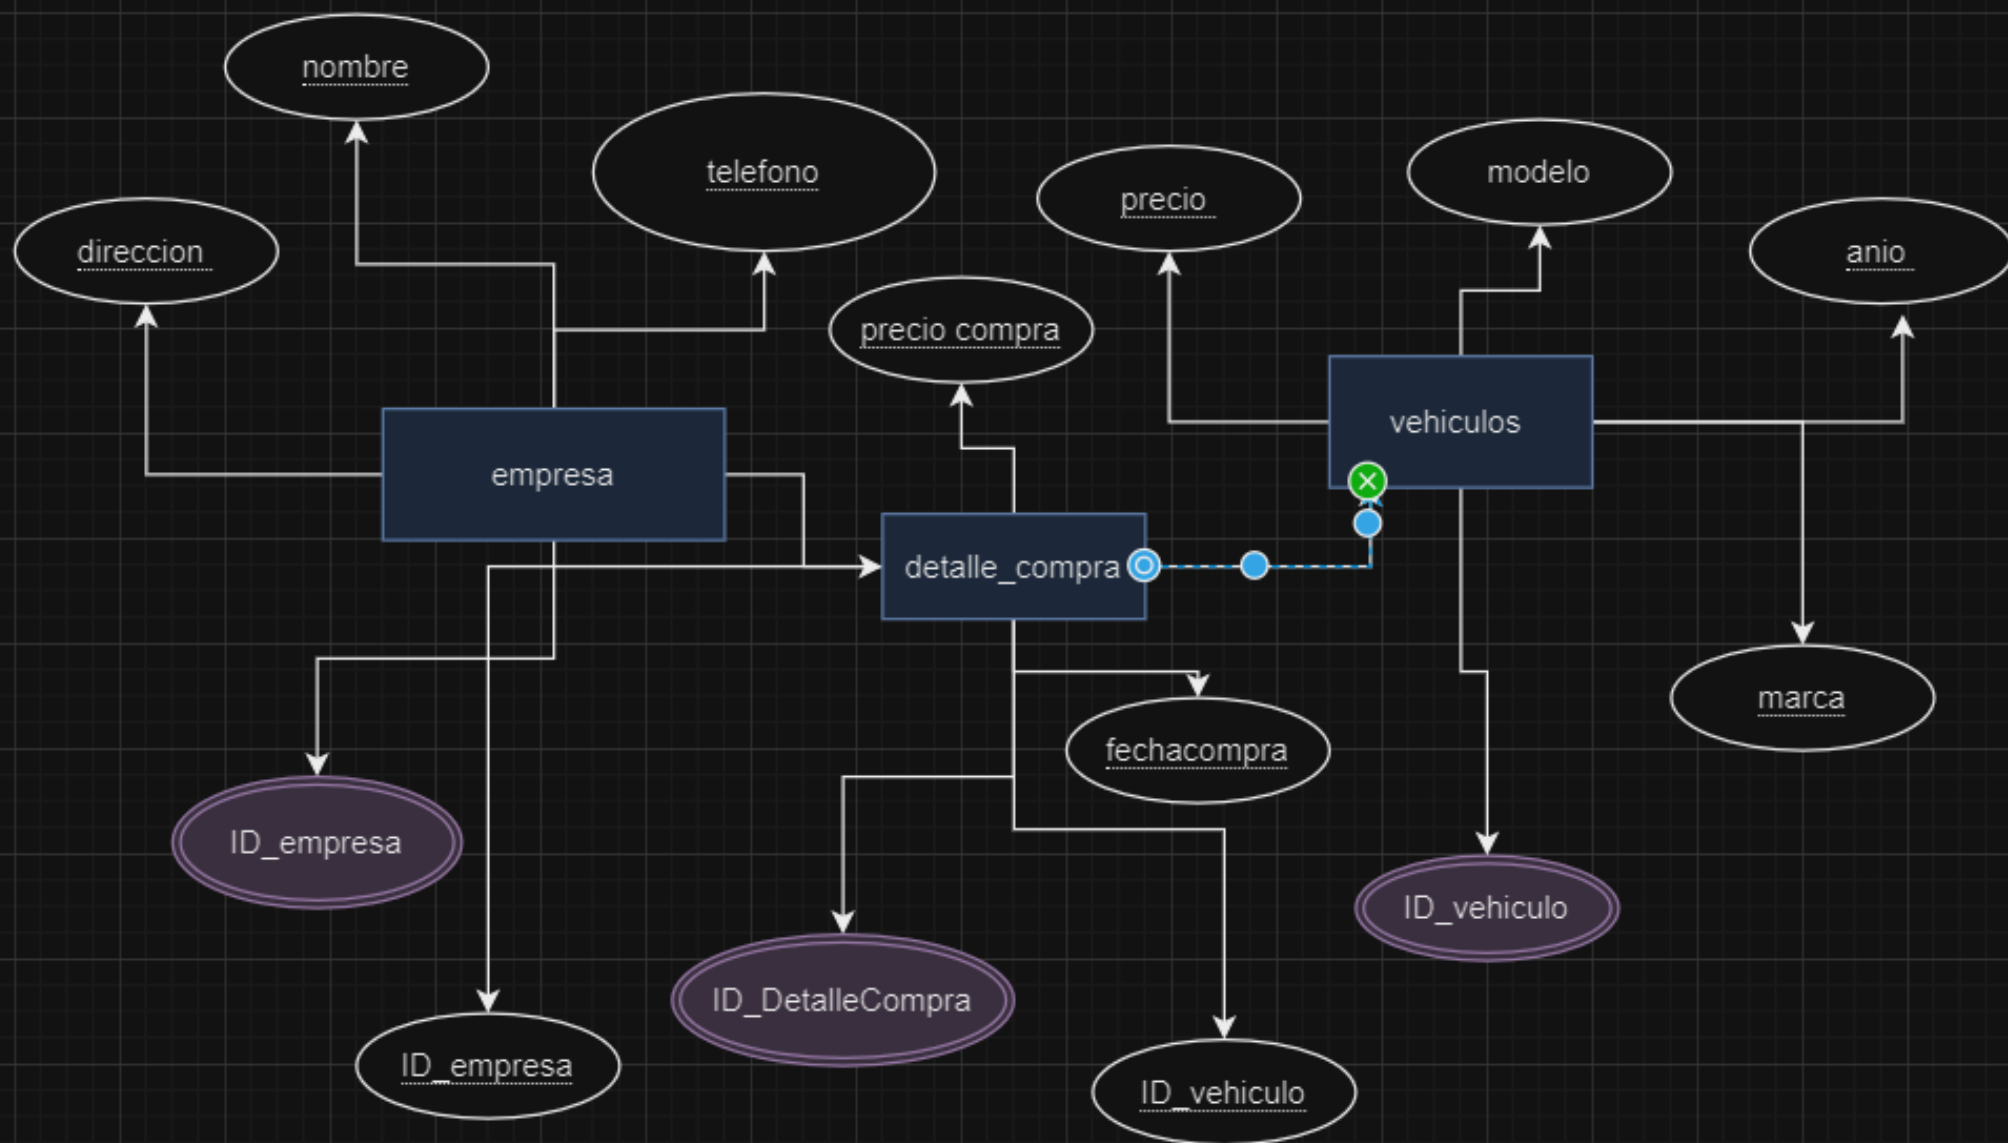 nombre
telefono
modelo
precio
direccion
anio
precio compra
vehiculos
empresa
detalle_compra
marca
fechacompra
ID_empresa
ID_vehiculo
ID_DetalleCompra
ID_empresa
ID_vehiculo